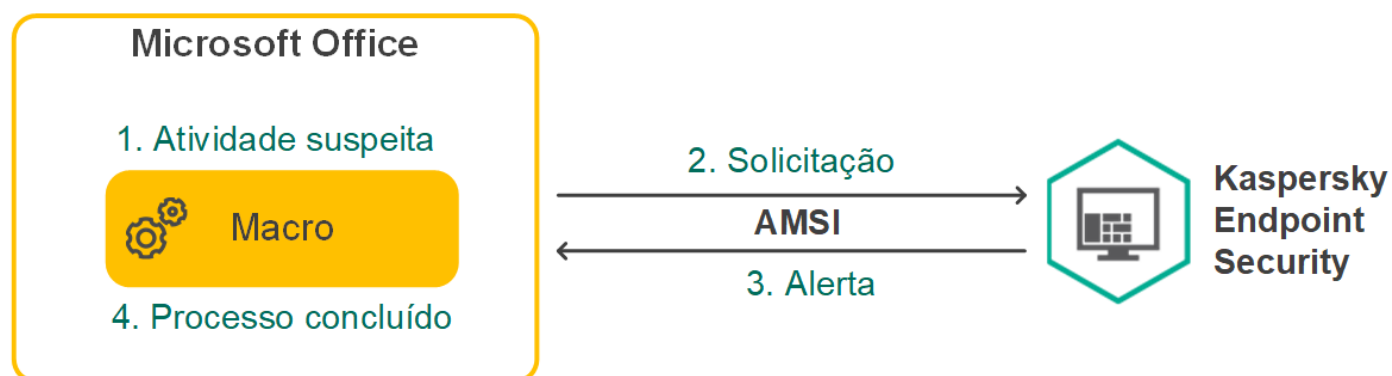 Microsoft Office
1. Atividade suspeita
Macro
4. Processo concluído
2. Solicitação
AMSI
3. Alerta
Kaspersky
Endpoint
Security